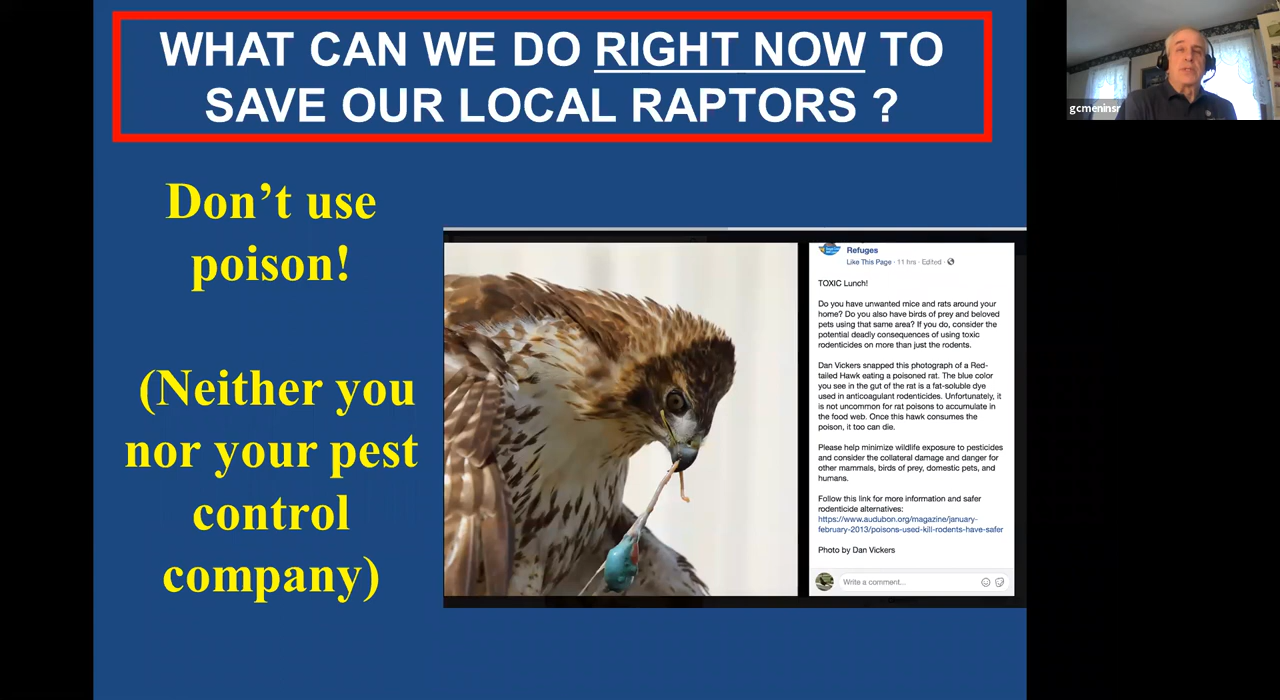 WHAT CAN WE DO RIGHT NOW TO
SAVE OUR LOCAL RAPTORS ?
gcmeninsr
Don’t use
poison!
(Neither you
nor your pest
control
company)
Refuges
Like This Page · 11 hrs · Edited ·
TOXIC Lunch!
Do you have unwanted mice and rats around your
home? Do you also have birds of prey and beloved
pets using that same area? If you do, consider the
potential deadly consequences of using toxic
rodenticides on more than just the rodents.
Dan Vickers snapped this photograph of a Red-
tailed Hawk eating a poisoned rat. The blue color
you see in the gut of the rat is a fat-soluble dye
used in anticoagulant rodenticides. Unfortunately, it
is not uncommon for rat poisons to accumulate in
the food web. Once this hawk consumes the
poison, it too can die.
Please help minimize wildlife exposure to pesticides
and consider the collateral damage and danger for
other mammals, birds of prey, domestic pets, and
humans.
Follow this link for more information and safer
rodenticide alternatives:
https://www.audubon.org/magazine/january-
february-2013/poisons-used-kill-rodents-have-safer
Photo by Dan Vickers
Write a comment...